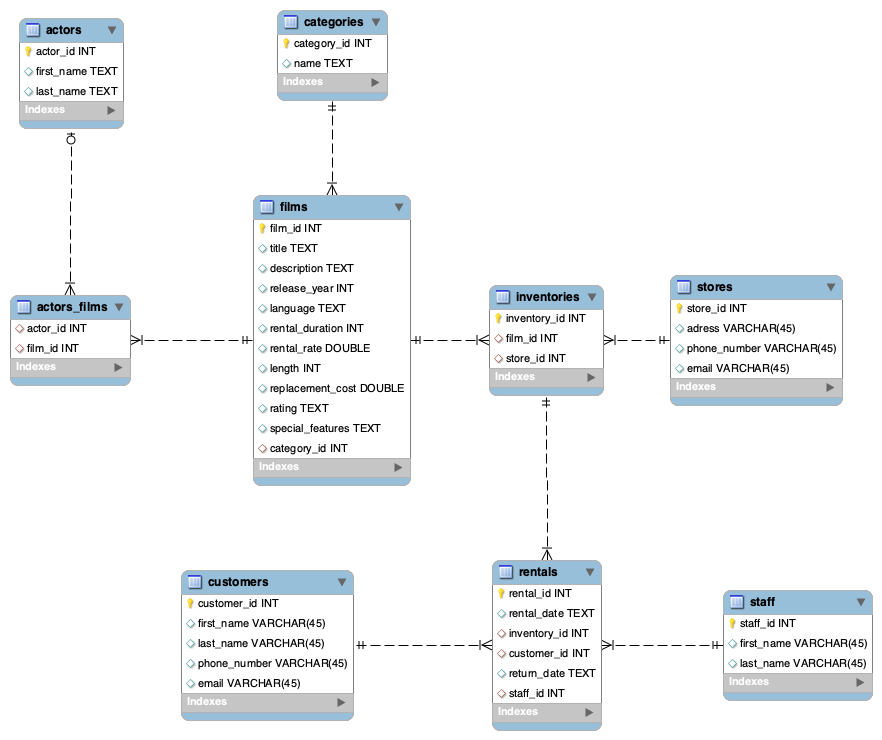 actors
actor_id INT
first_name TEXT
last_name TEXT
Indexes
categories
category_id INT
name TEXT
Indexes
films
film_id INT
title TEXT
description TEXT
release_year INT
language TEXT
rental_duration INT
rental_rate DOUBLE
length INT
replacement_cost DOUBLE
rating TEXT
special_features TEXT
category_id INT
Indexes
actors_films
actor_id INT
film_id INT
Indexes
inventories
inventory_id INT
film_id INT
store_id INT
Indexes
stores
store_id INT
adress VARCHAR(45)
phone_number VARCHAR(45)
email VARCHAR(45)
Indexes
customers
customer_id INT
first_name VARCHAR(45)
last_name VARCHAR(45)
phone_number VARCHAR(45)
email VARCHAR(45)
Indexes
rentals
rental_id INT
rental_date TEXT
inventory_id INT
customer_id INT
return_date TEXT
staff_id INT
Indexes
staff
staff_id INT
first_name VARCHAR(45)
last_name VARCHAR(45)
Indexes